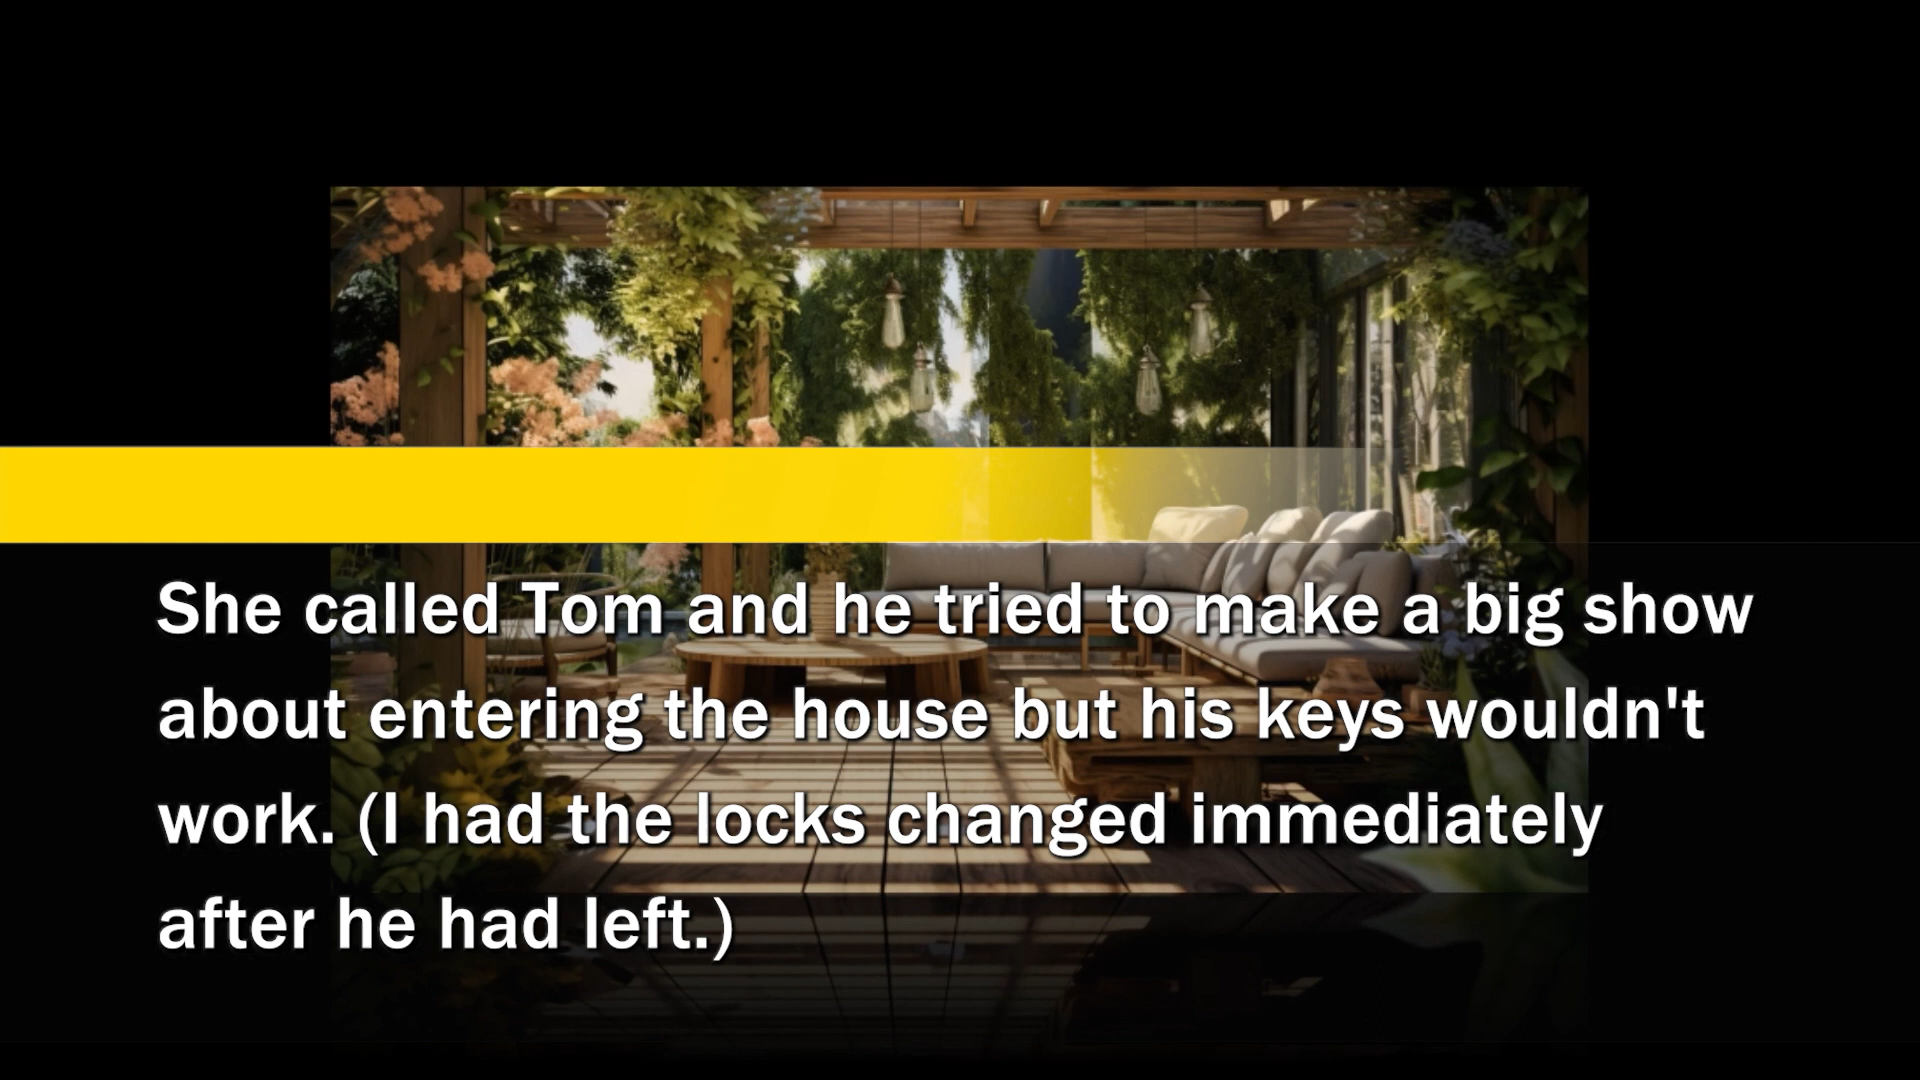 She called Tom and he tried to make a big show
about entering the house but his keys wouldn't
work. (I had the locks changed immediately
after he had left.)